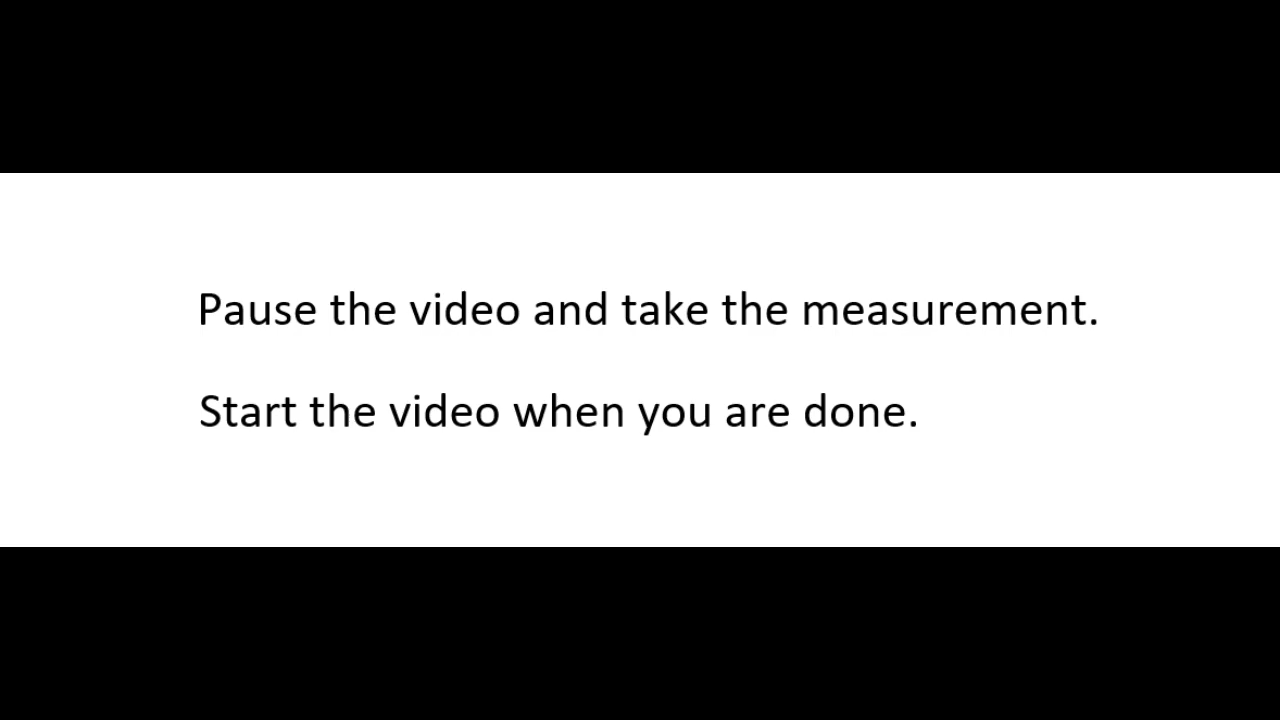 Pause the video and take the measurement.
Start the video when you are done.